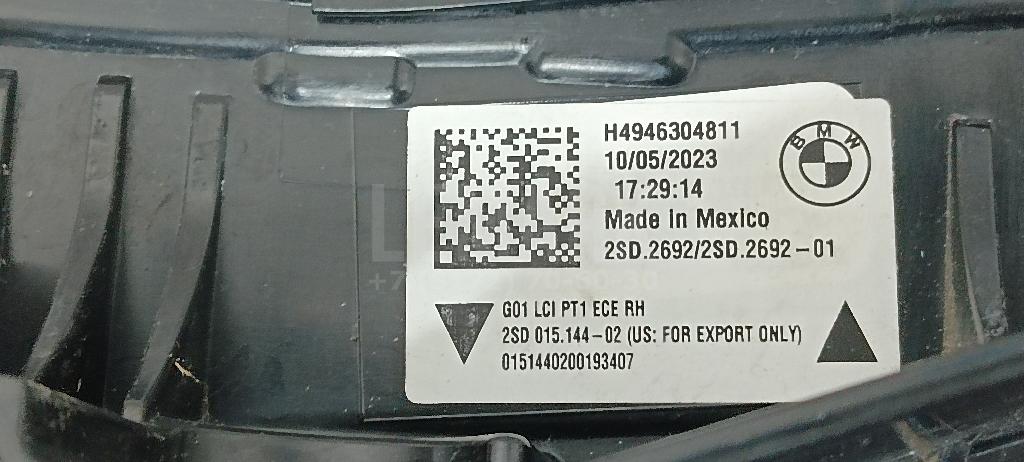 H4946304811
10/05/2023
17:29:14
Made in Mexico
2SD.2692/2SD.2692-01
BMW
G01 LCI PT1 ECE RH
2SD 015.144-02 (US: FOR EXPORT ONLY)
0151440200193407